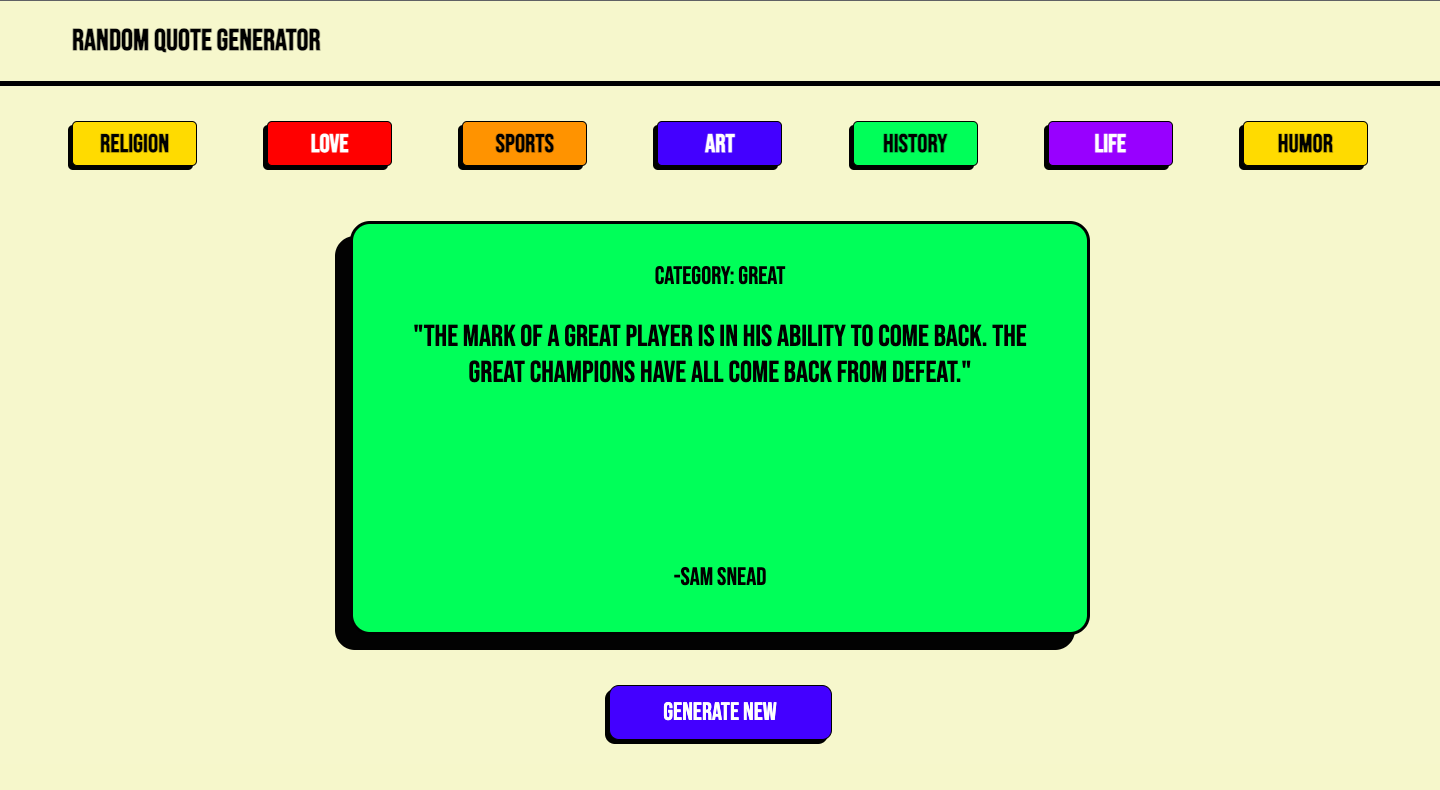 RANDOM QUOTE GENERATOR
RELIGION
LOVE
SPORTS
ART
HISTORY
LIFE
HUMOR
CATEGORY: GREAT
"THE MARK OF A GREAT PLAYER IS IN HIS ABILITY TO COME BACK. THE
GREAT CHAMPIONS HAVE ALL COME BACK FROM DEFEAT."
-SAM SNEAD
GENERATE NEW